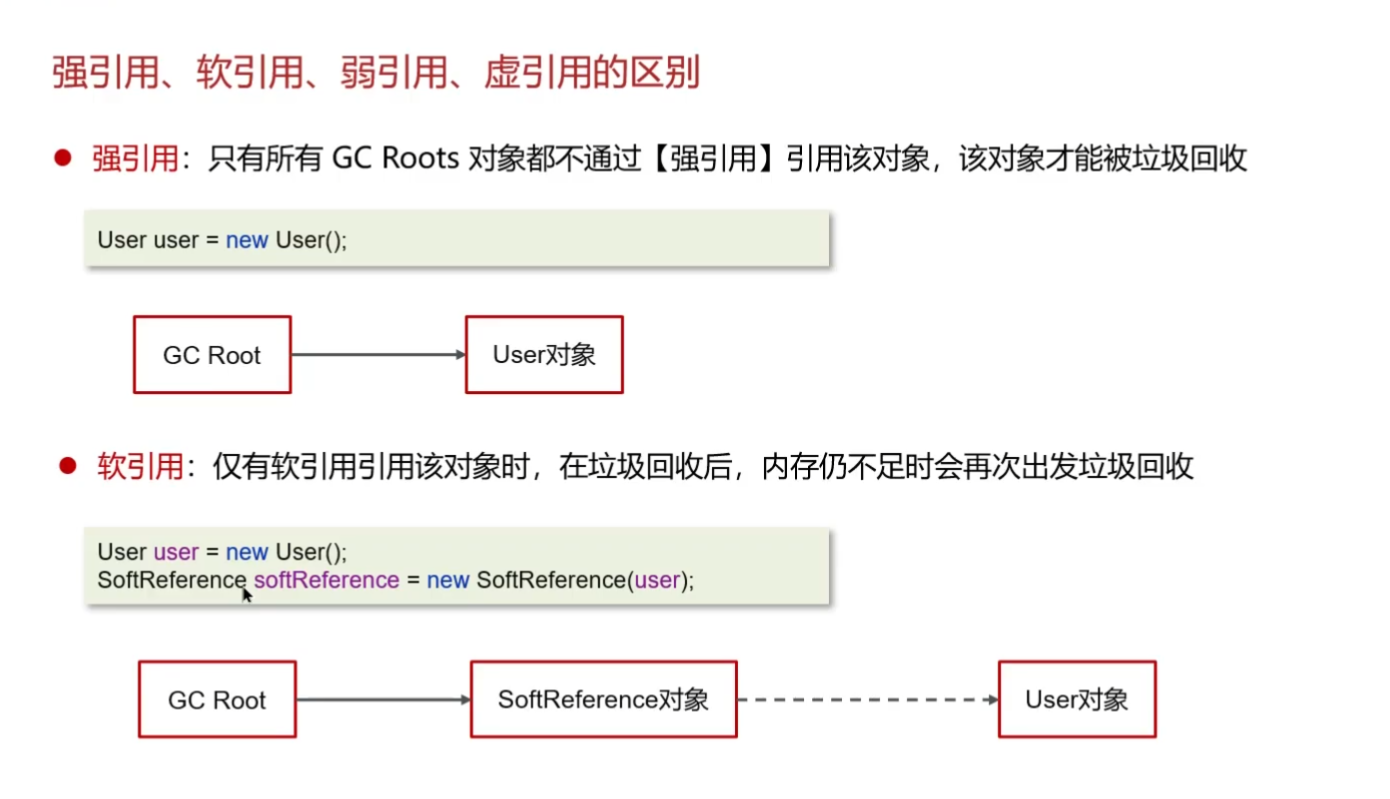 强引用、软引用、弱引用、虚引用的区别
强引用：只有所有 GC Roots 对象都不通过【强引用】引用该对象，该对象才能被垃圾回收
User user = new User();
GC Root
User对象
软引用：仅有软引用引用该对象时，在垃圾回收后，内存仍不足时会再次出发垃圾回收
User user = new User();
SoftReference softReference = new SoftReference(user);
GC Root
SoftReference对象
User对象